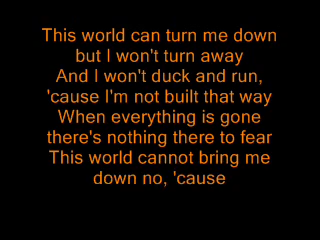 This world can turn me down
but I won't turn away
And I won't duck and run,
'cause I'm not built that way
When everything is gone
there's nothing there to fear
This world cannot bring me
down no, 'cause